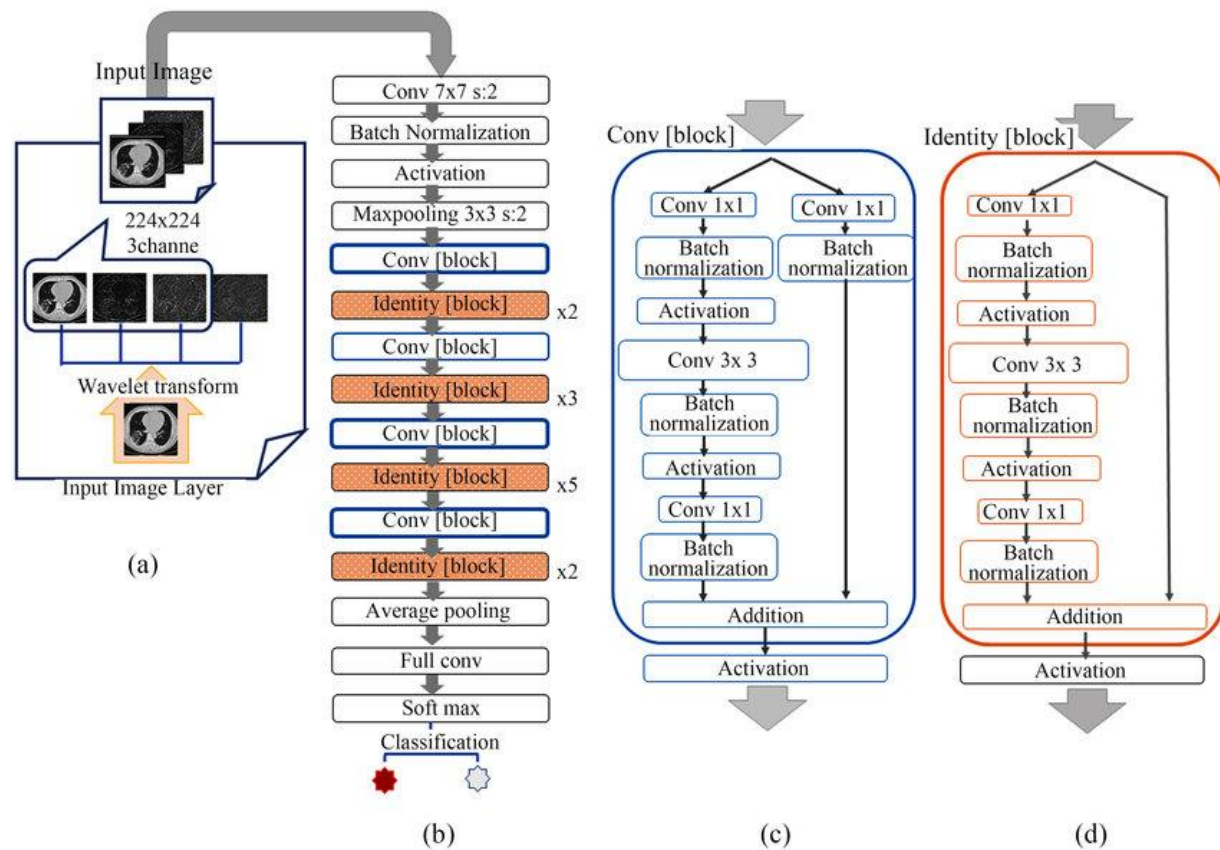 Input Image
224x224
3channe
Wavelet transform
Input Image Layer
(a)
Conv 7x7 s:2
Batch Normalization
Activation
Maxpooling 3x3 s:2
Conv [block]
Identity [block]
x2
Conv [block]
Identity [block]
x3
Conv [block]
Identity [block]
x5
Conv [block]
Identity [block]
x2
Average pooling
Full conv
Soft max
Classification
(b)
Conv [block]
Conv 1x1
Batch
normalization
Activation
Conv 3x 3
Batch
normalization
Activation
Conv 1x1
Batch
normalization
Conv 1x1
Batch
normalization
Addition
Activation
(c)
Identity [block]
Conv 1x1
Batch
normalization
Activation
Conv 3x 3
Batch
normalization
Activation
Conv 1x1
Batch
normalization
Addition
Activation
(d)